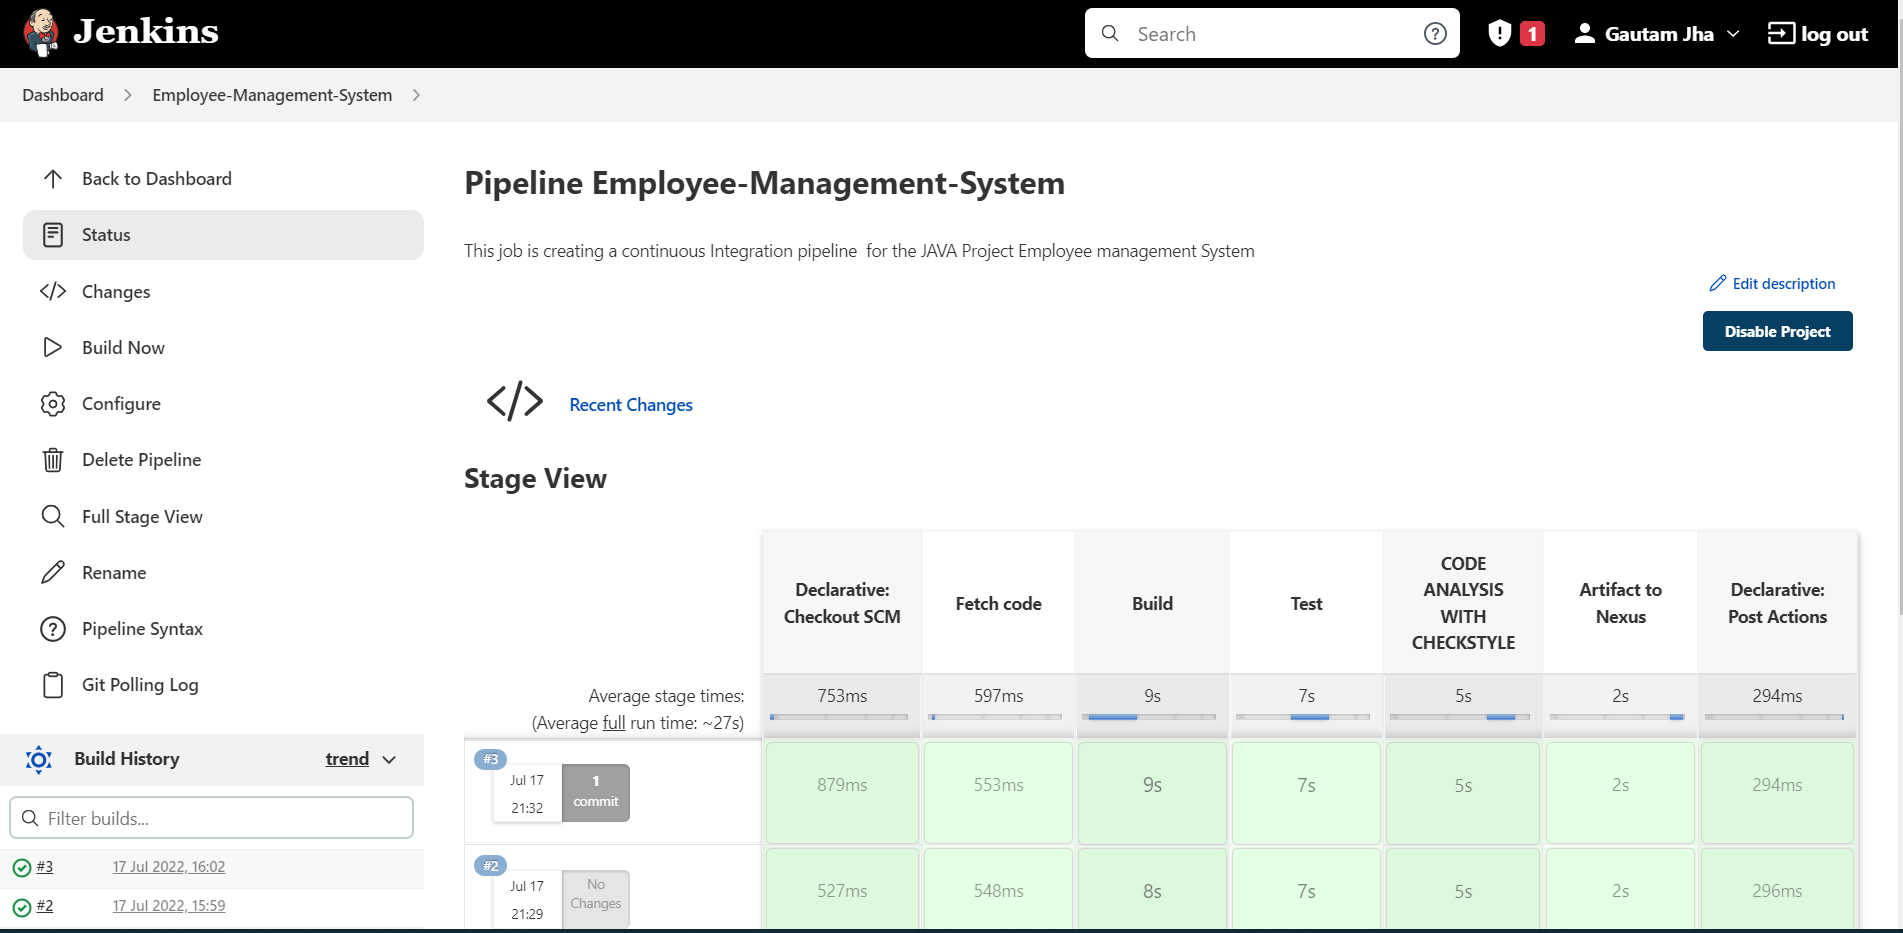 Jenkins
Search
1
Gautam Jha
log out
Dashboard
Employee-Management-System
Back to Dashboard
Status
Changes
Build Now
Configure
Delete Pipeline
Full Stage View
Rename
Pipeline Syntax
Git Polling Log
Build History
trend
Filter builds...
#3 17 Jul 2022, 16:02
#2 17 Jul 2022, 15:59
Pipeline Employee-Management-System
This job is creating a continuous Integration pipeline for the JAVA Project Employee management System
Edit description
Disable Project
</> Recent Changes
Stage View
Declarative:
Checkout SCM
Fetch code
Build
Test
CODE
ANALYSIS
WITH
CHECKSTYLE
Artifact to
Nexus
Declarative:
Post Actions
Average stage times:
(Average full run time: ~27s)
753ms 597ms 9s 7s 5s 2s 294ms
#3
Jul 17
21:32
1
commit
879ms 553ms 9s 7s 5s 2s 294ms
#2
Jul 17
21:29
No
Changes
527ms 548ms 8s 7s 5s 2s 296ms